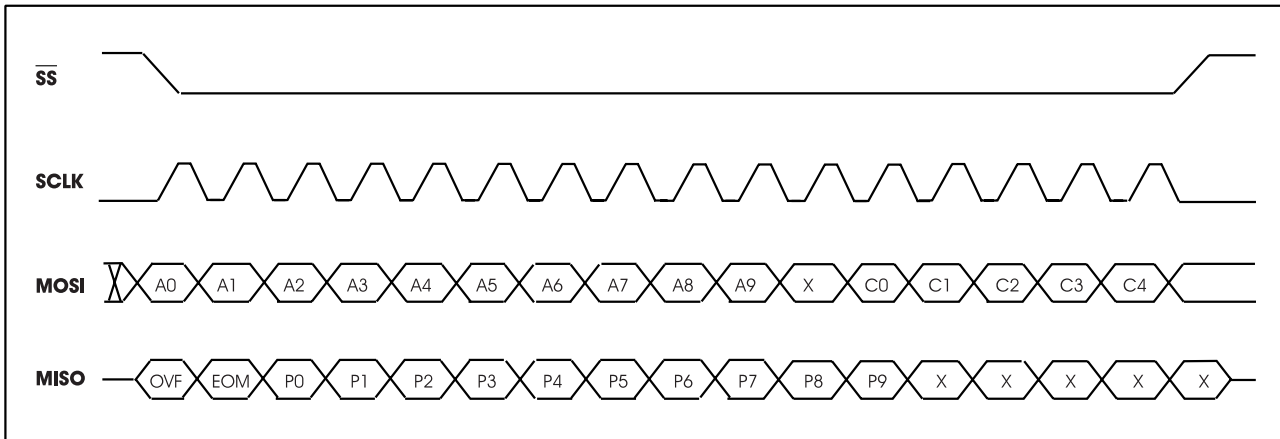 SS
SCLK
MOSI A0 A1 A2 A3 A4 A5 A6 A7 A8 A9 X C0 C1 C2 C3 C4
MISO OVF EOM P0 P1 P2 P3 P4 P5 P6 P7 P8 P9 X X X X X